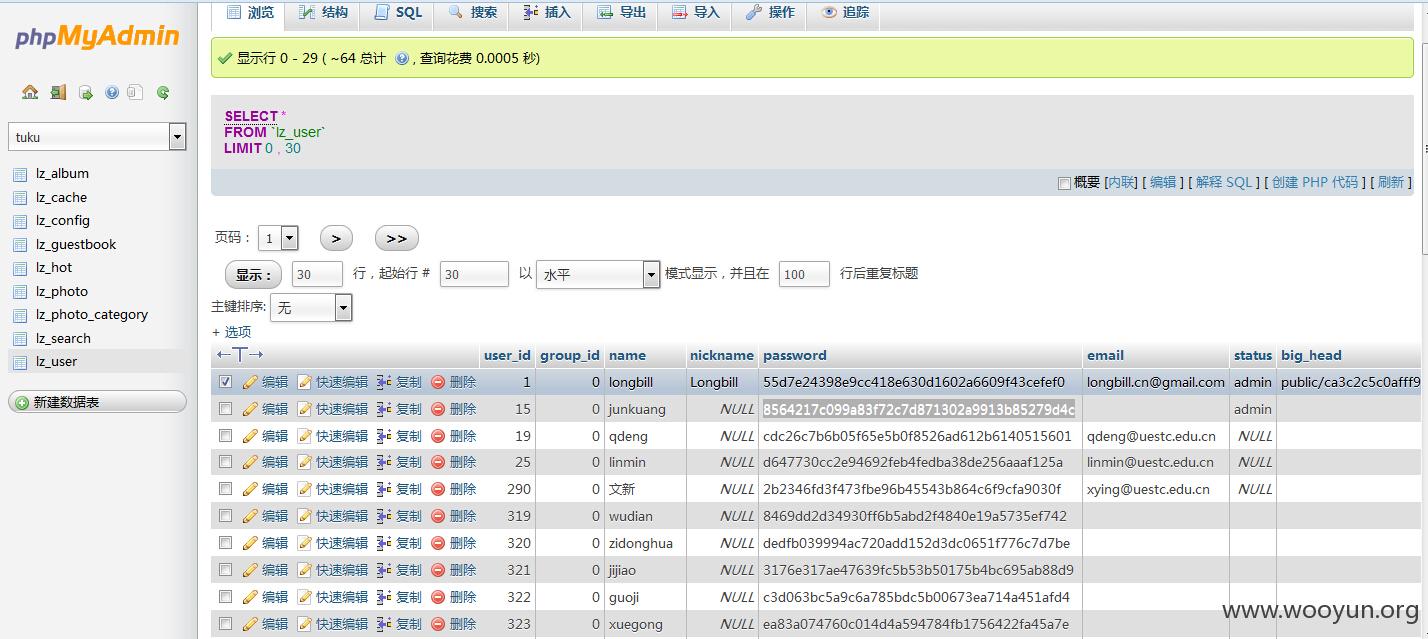 浏览 结构 SQL 搜索 插入 导出 导入 操作 追踪
phpMyAdmin
显示行 0 - 29 ( ~64 总计 , 查询花费 0.0005 秒)
SELECT *
FROM `lz_user`
LIMIT 0 , 30
概要 [内联] [ 编辑 ] [ 解释 SQL ] [ 创建 PHP 代码 ] [ 刷新 ]
tuku
lz_album
lz_cache
lz_config
lz_guestbook
lz_hot
lz_photo
lz_photo_category
lz_search
lz_user
新建数据表
页码： 1 > >>
显示： 30 行，起始行 # 30 以 水平 模式显示，并且在 100 行后重复标题
主键排序: 无
+ 选项
←T→ user_id group_id name nickname password email status big_head
编辑 快速编辑 复制 删除 1 0 longbill Longbill 55d7e24398e9cc418e630d1602a6609f43cefef0 longbill.cn@gmail.com admin public/ca3c2c5c0afff9
编辑 快速编辑 复制 删除 15 0 junkuang NULL 8564217c099a83f72c7d871302a9913b85279d4c admin
编辑 快速编辑 复制 删除 19 0 qdeng NULL cdc26c7b6b05f65e5b0f8526ad612b6140515601 qdeng@uestc.edu.cn NULL
编辑 快速编辑 复制 删除 25 0 linmin NULL d647730cc2e94692feb4fedba38de256aaaf125a linmin@uestc.edu.cn NULL
编辑 快速编辑 复制 删除 290 0 文新 NULL 2b2346fd3f473fbe96b45543b864c6f9cfa9030f xying@uestc.edu.cn NULL
编辑 快速编辑 复制 删除 319 0 wudian NULL 8469dd2d34930ff6b5abd2f4840e19a5735ef742
编辑 快速编辑 复制 删除 320 0 zidonghua NULL dedfb039994ac720add152d3dc0651f776c7d7be
编辑 快速编辑 复制 删除 321 0 jijiao NULL 3176e317ae47639fc5b53b50175b4bc695ab88d9
编辑 快速编辑 复制 删除 322 0 guoji NULL c3d063bc5a9c6a785bdc5b00673ea714a451afd4
编辑 快速编辑 复制 删除 323 0 xuegong NULL ea83a074760c014d4a594784fb1756422fa45a7e
www.wooyun.org